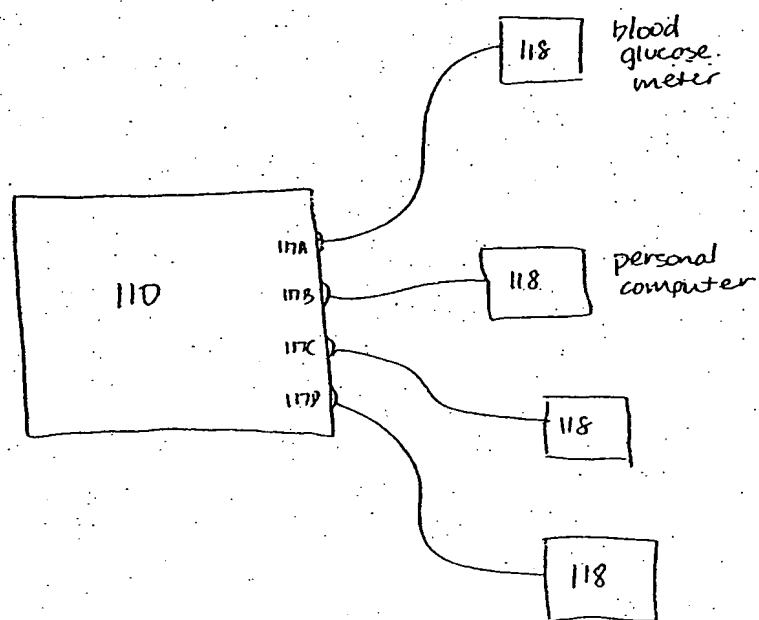 118
blood
glucose
meter
110
117A
117B
117C
117D
118
personal
computer
118
118